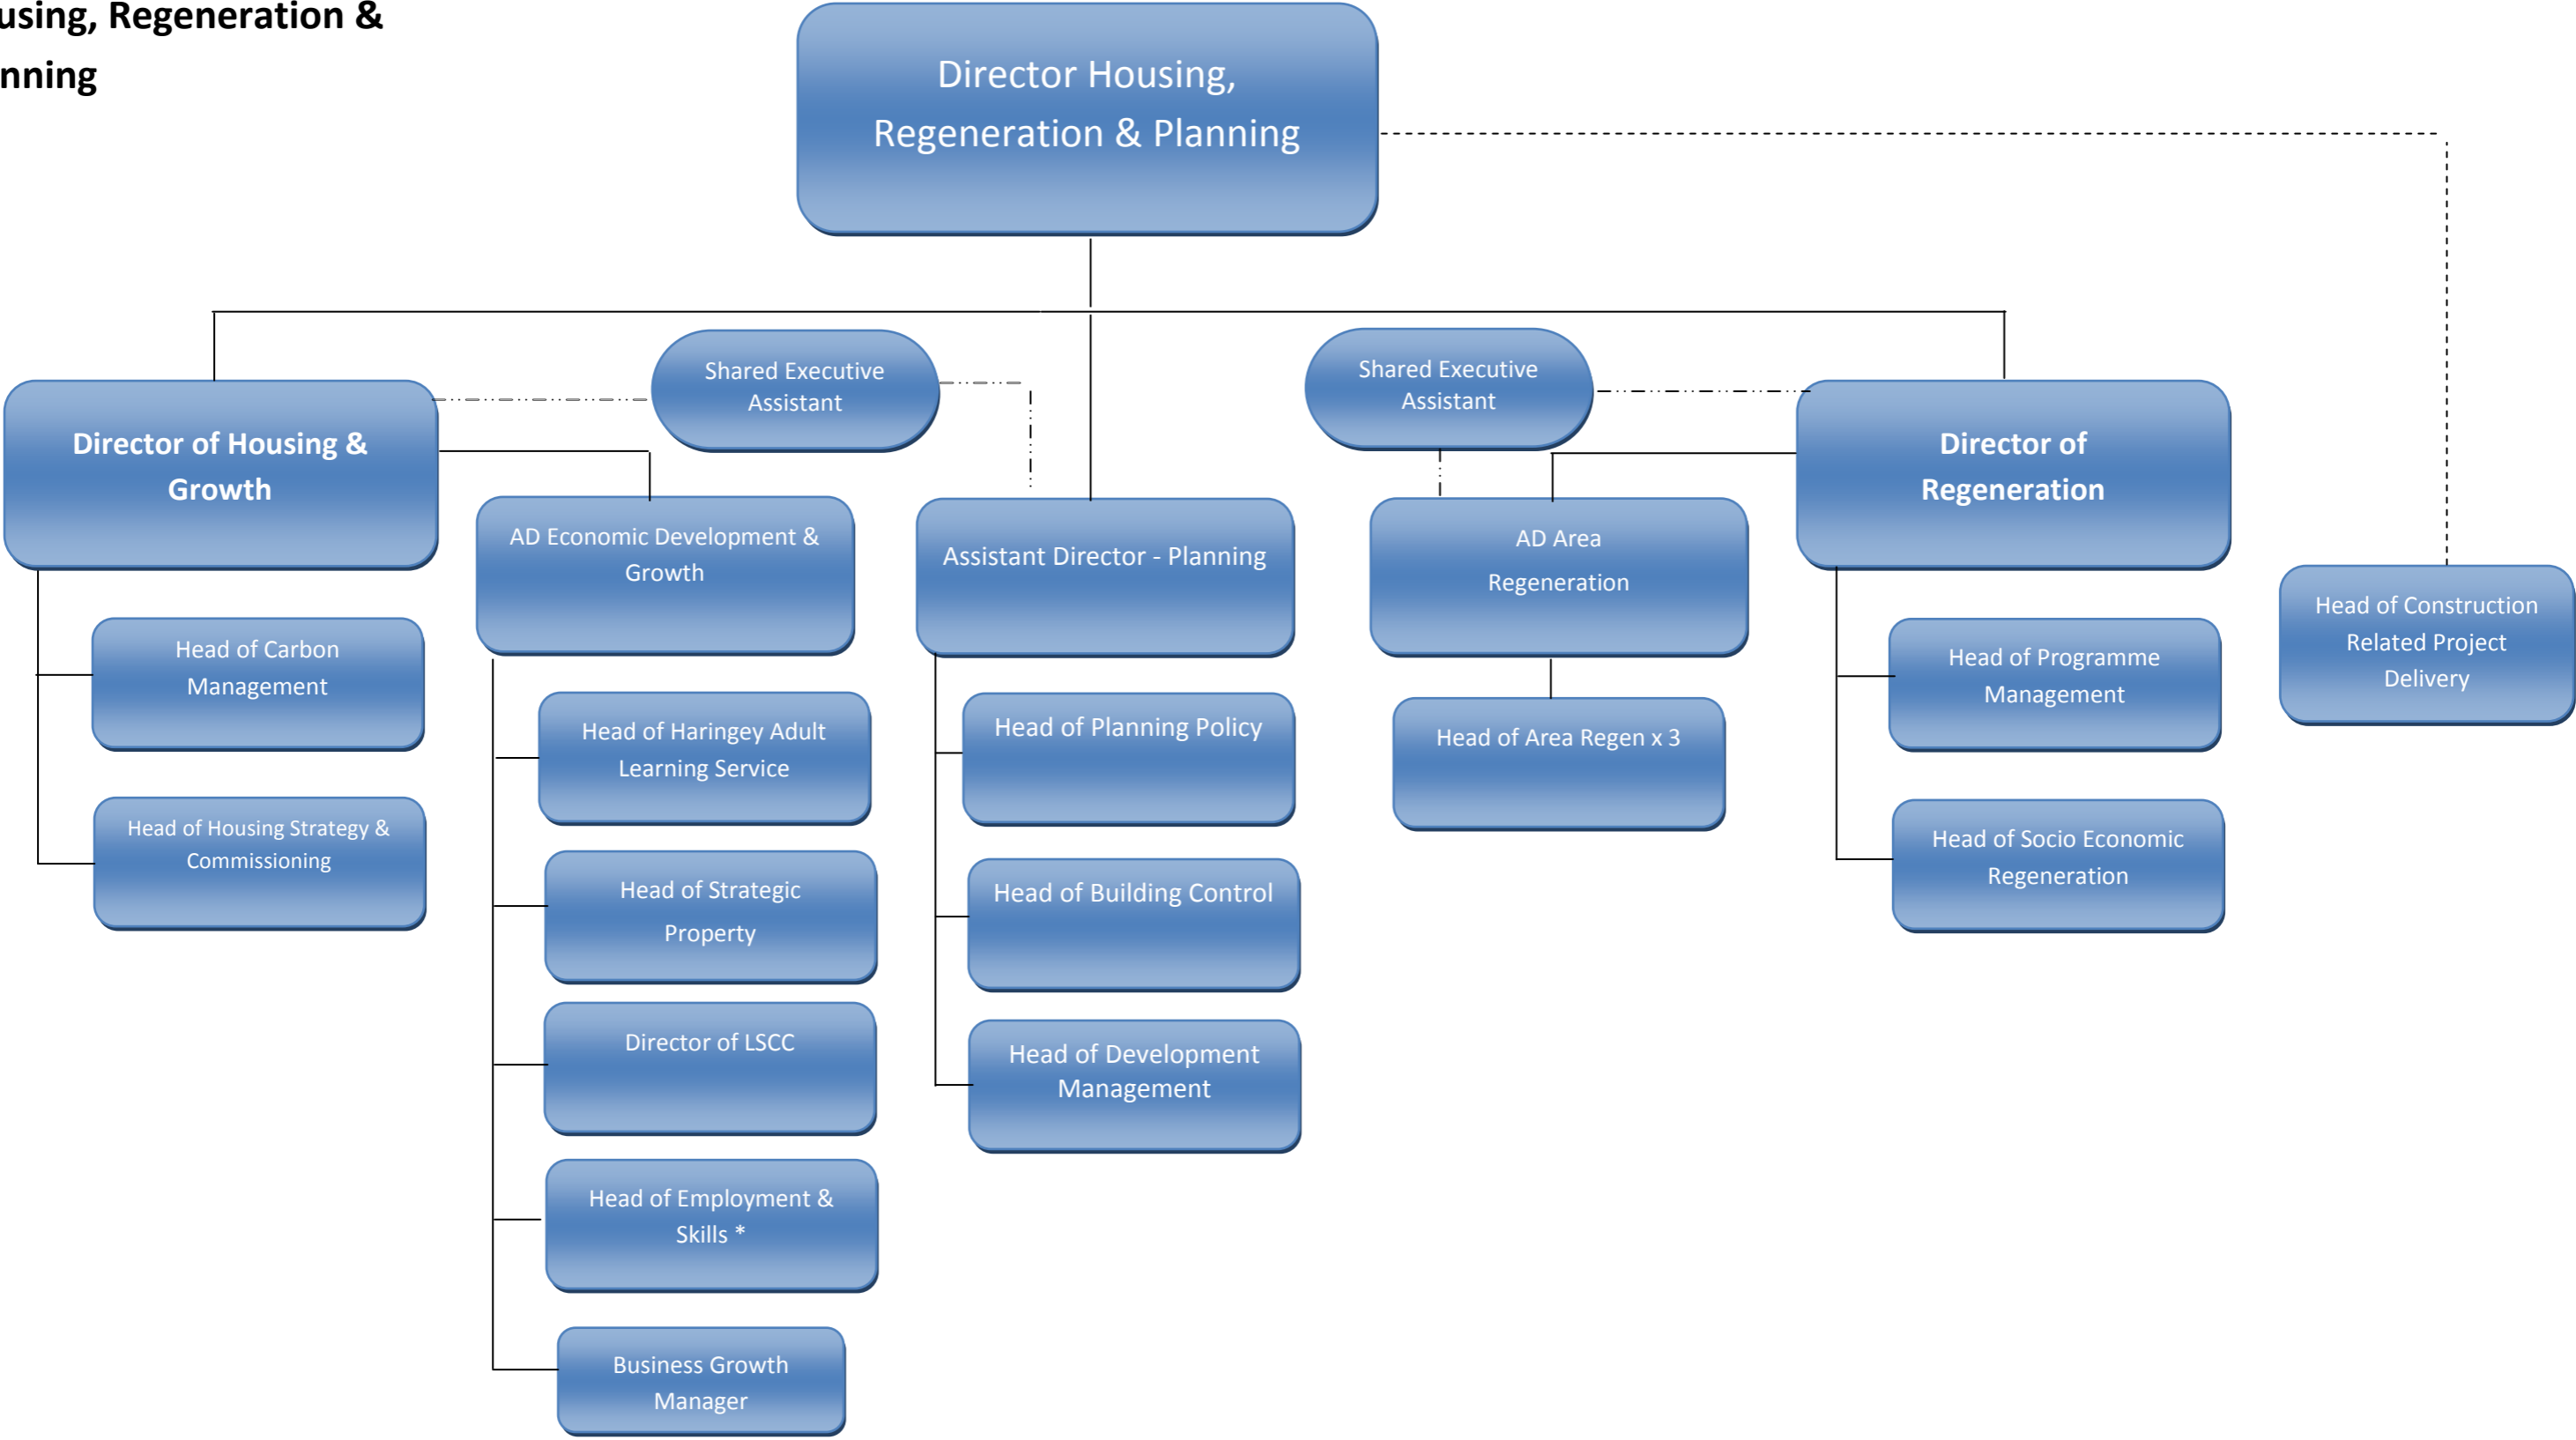 using, Regeneration &
nning
Director Housing,
Regeneration & Planning
Shared Executive
Assistant
Shared Executive
Assistant
Director of Housing &
Growth
Director of
Regeneration
AD Economic Development &
Growth
Assistant Director - Planning
AD Area
Regeneration
Head of Construction
Related Project
Delivery
Head of Carbon
Management
Head of Housing Strategy &
Commissioning
Head of Haringey Adult
Learning Service
Head of Strategic
Property
Director of LSCC
Head of Employment &
Skills *
Business Growth
Manager
Head of Planning Policy
Head of Building Control
Head of Development
Management
Head of Area Regen x 3
Head of Programme
Management
Head of Socio Economic
Regeneration